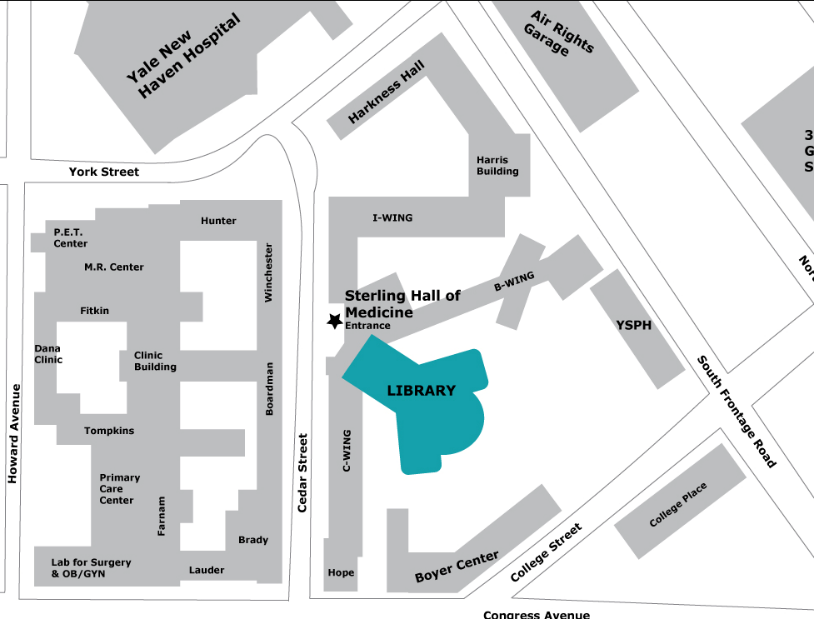 Yale New
Haven Hospital
Air Rights
Garage
Harkness Hall
3
G
S
York Street
Harris
Building
P.E.T.
Center
Hunter
I-WING
M.R. Center
Winchester
B-WING
Nor
Fitkin
Sterling Hall of
Medicine
Entrance
YSPH
Dana
Clinic
Clinic
Building
LIBRARY
Boardman
South Frontage Road
Howard Avenue
Tompkins
C-WING
Cedar Street
Primary
Care
Center
Farnam
College Place
Brady
College Street
Lab for Surgery
& OB/GYN
Lauder
Hope
Boyer Center
Congress Avenue